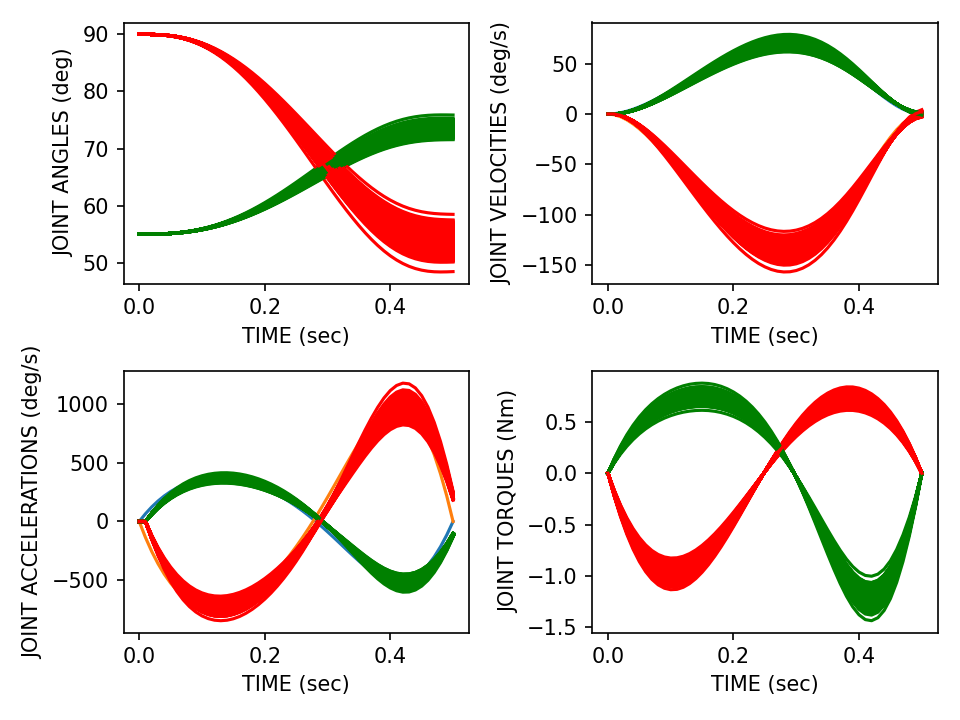 JOINT ANGLES (deg)
90
80
70
60
50
0.0 0.2 0.4
TIME (sec)
JOINT VELOCITIES (deg/s)
50
0
−50
−100
−150
0.0 0.2 0.4
TIME (sec)
JOINT ACCELERATIONS (deg/s)
1000
500
0
−500
0.0 0.2 0.4
TIME (sec)
JOINT TORQUES (Nm)
0.5
0.0
−0.5
−1.0
−1.5
0.0 0.2 0.4
TIME (sec)